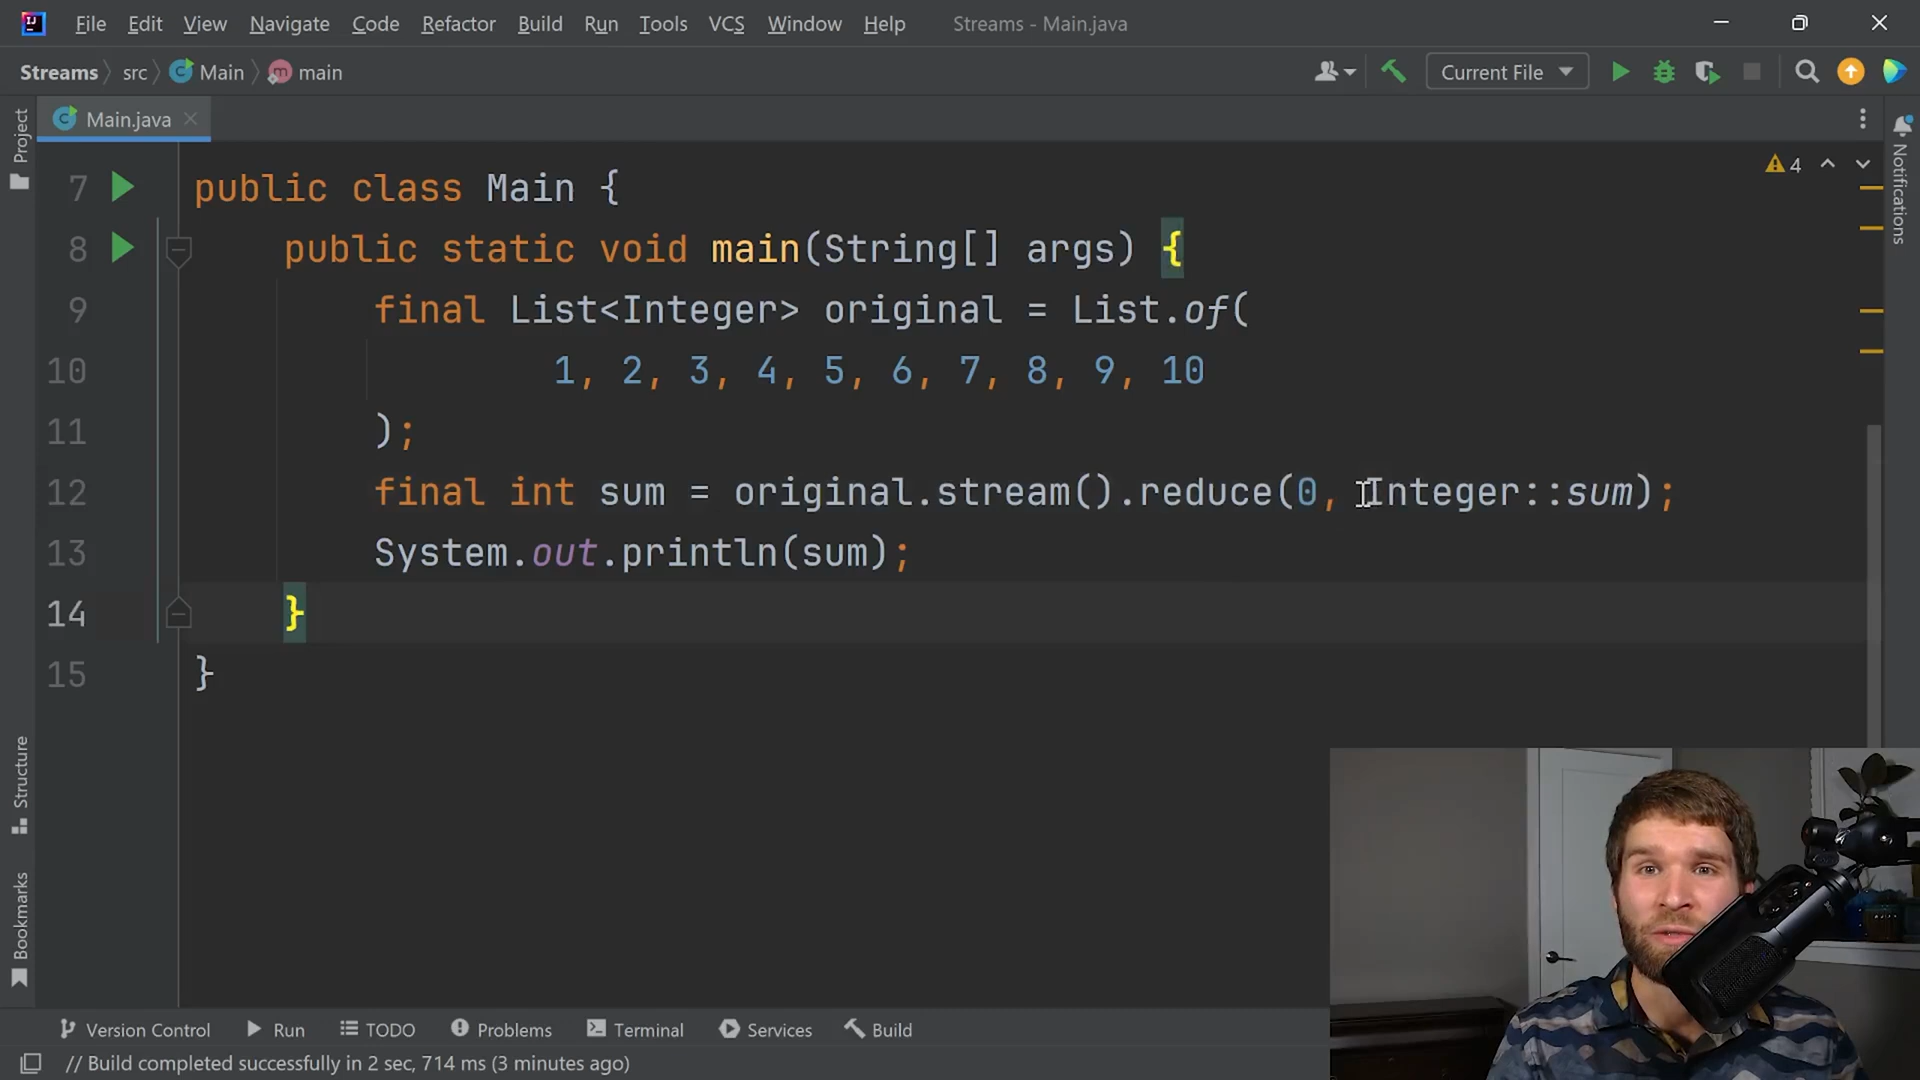 File Edit View Navigate Code Refactor Build Run Tools VCS Window Help Streams - Main.java
Streams src Main main Current File
Main.java
Project
Notifications
4
7 public class Main {
8 public static void main(String[] args) {
9 final List<Integer> original = List.of(
10 1, 2, 3, 4, 5, 6, 7, 8, 9, 10
11 );
12 final int sum = original.stream().reduce(0, Integer::sum);
13 System.out.println(sum);
14 }
15 }
Structure
Bookmarks
Version Control Run TODO Problems Terminal Services Build
// Build completed successfully in 2 sec, 714 ms (3 minutes ago)